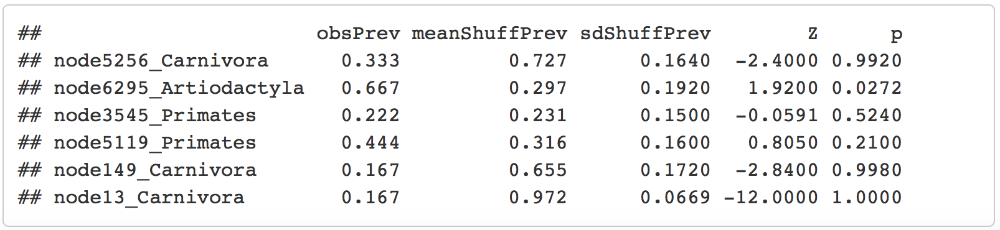 ##                        obsPrev meanShuffPrev sdShuffPrev        Z      p
## node5256_Carnivora      0.333         0.727      0.1640  -2.4000 0.9920
## node6295_Artiodactyla   0.667         0.297      0.1920   1.9200 0.0272
## node3545_Primates       0.222         0.231      0.1500  -0.0591 0.5240
## node5119_Primates       0.444         0.316      0.1600   0.8050 0.2100
## node149_Carnivora       0.167         0.655      0.1720  -2.8400 0.9980
## node13_Carnivora        0.167         0.972      0.0669 -12.0000 1.0000